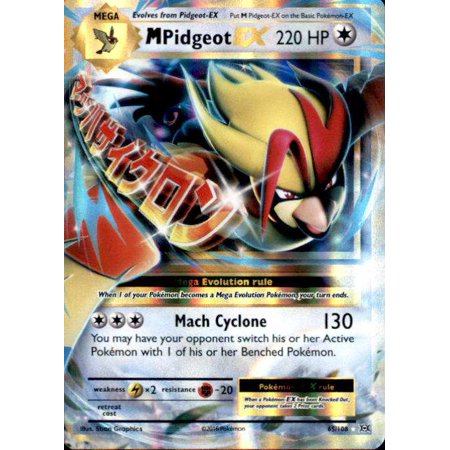 MEGA
Evolves from Pidgeot-EX
Put M Pidgeot-EX on the Basic Pokémon-EX
MPidgeot EX 220 HP
マッハサイクロン
Mega Evolution rule
When 1 of your Pokémon becomes a Mega Evolution Pokémon, your turn ends.
Mach Cyclone 130
You may have your opponent switch his or her Active
Pokémon with 1 of his or her Benched Pokémon.
weakness ×2 resistance -20
retreat
cost
Pokémon-EX rule
When a Pokémon-EX has been Knocked Out,
your opponent takes 2 Prize cards.
Illus. 5ban Graphics
©2016 Pokémon
65/108